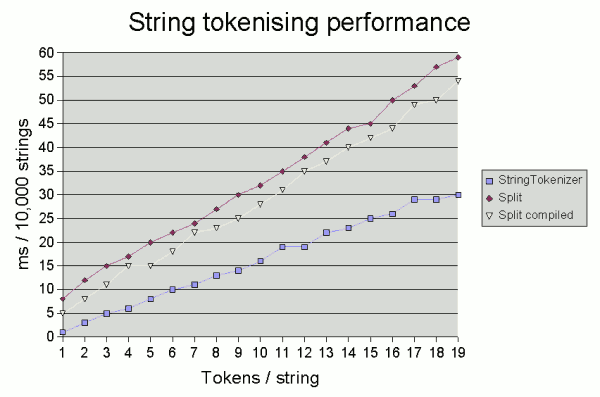 String tokenising performance
60
55
50
45
40
35
30
25
20
15
10
5
0
ms / 10,000 strings
1 2 3 4 5 6 7 8 9 10 11 12 13 14 15 16 17 18 19
Tokens / string
StringTokenizer
Split
Split compiled